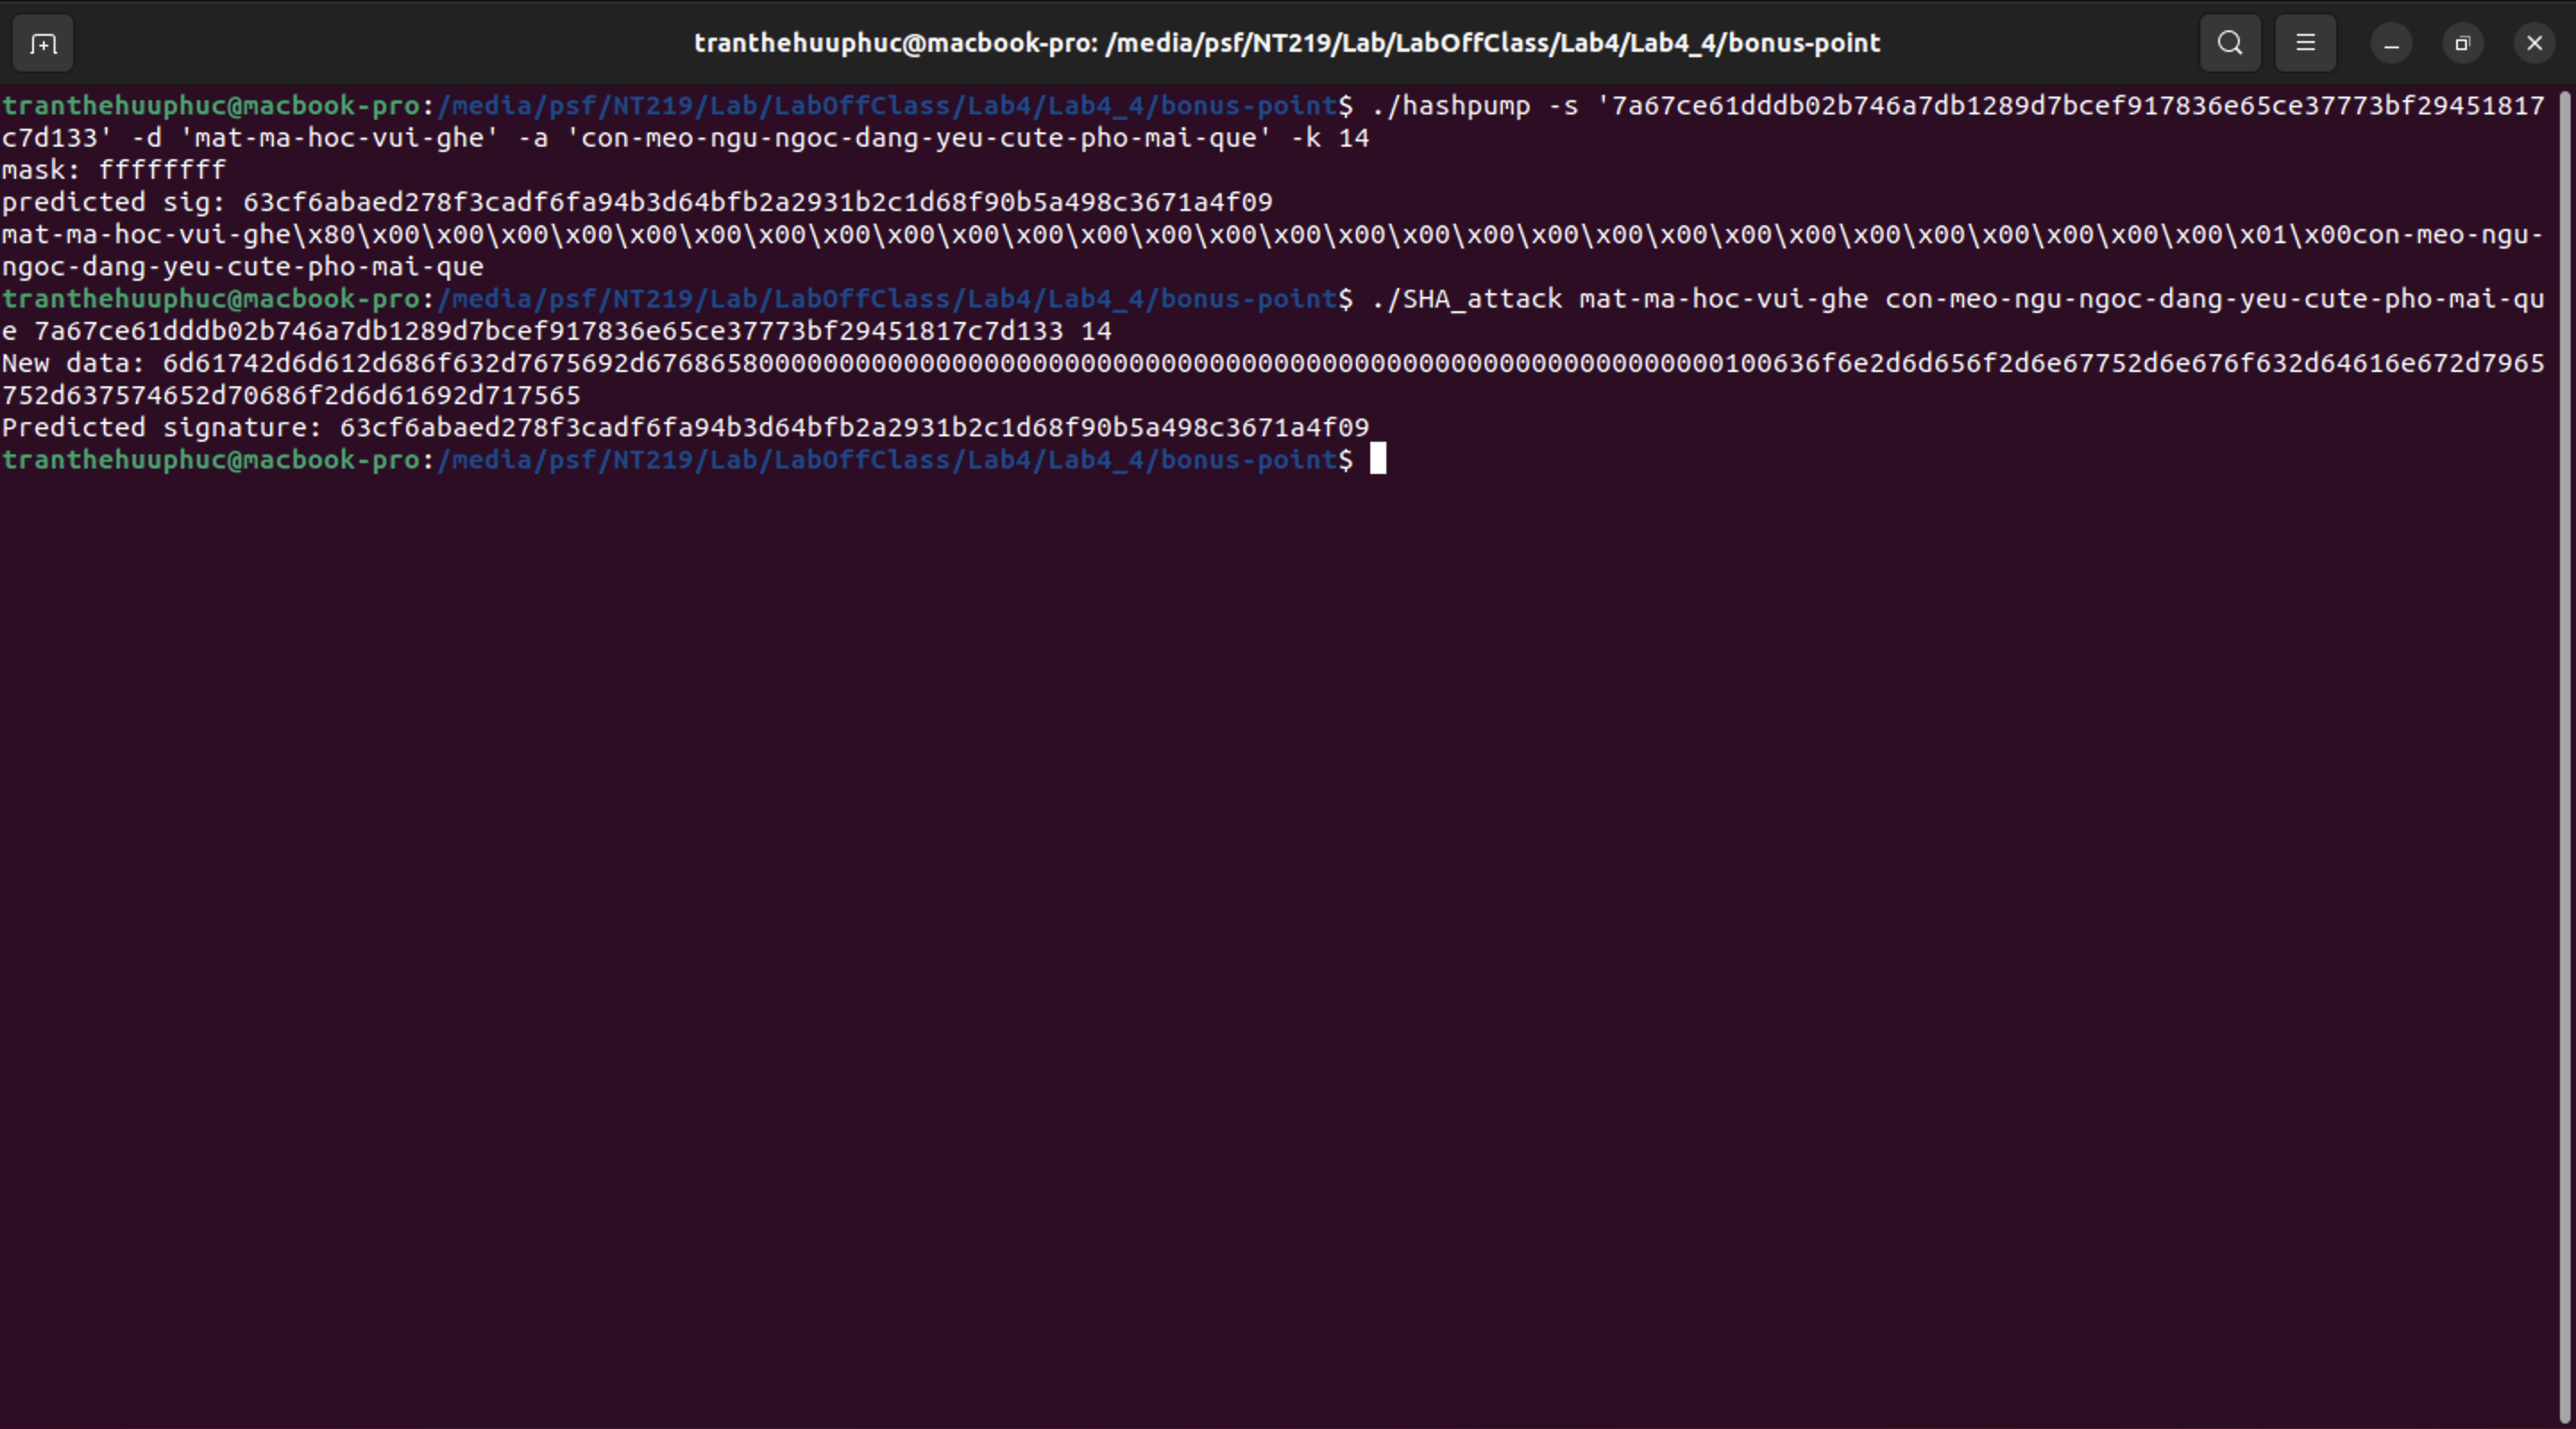 tranthehuuphuc@macbook-pro: /media/psf/NT219/Lab/LabOffClass/Lab4/Lab4_4/bonus-point
tranthehuuphuc@macbook-pro:/media/psf/NT219/Lab/LabOffClass/Lab4/Lab4_4/bonus-point$ ./hashpump -s '7a67ce61dddb02b746a7db1289d7bcef917836e65ce37773bf29451817
c7d133' -d 'mat-ma-hoc-vui-ghe' -a 'con-meo-ngu-ngoc-dang-yeu-cute-pho-mai-que' -k 14
mask: ffffffff
predicted sig: 63cf6abaed278f3cadf6fa94b3d64bfb2a2931b2c1d68f90b5a498c3671a4f09
mat-ma-hoc-vui-ghe\x80\x00\x00\x00\x00\x00\x00\x00\x00\x00\x00\x00\x00\x00\x00\x00\x00\x00\x00\x00\x00\x00\x00\x00\x00\x00\x00\x00\x00\x00\x01\x00con-meo-ngu-
ngoc-dang-yeu-cute-pho-mai-que
tranthehuuphuc@macbook-pro:/media/psf/NT219/Lab/LabOffClass/Lab4/Lab4_4/bonus-point$ ./SHA_attack mat-ma-hoc-vui-ghe con-meo-ngu-ngoc-dang-yeu-cute-pho-mai-qu
e 7a67ce61dddb02b746a7db1289d7bcef917836e65ce37773bf29451817c7d133 14
New data: 6d61742d6d612d686f632d7675692d6768658000000000000000000000000000000000000000000000000000000000000100636f6e2d6d656f2d6e67752d6e676f632d64616e672d7965
752d637574652d70686f2d6d61692d717565
Predicted signature: 63cf6abaed278f3cadf6fa94b3d64bfb2a2931b2c1d68f90b5a498c3671a4f09
tranthehuuphuc@macbook-pro:/media/psf/NT219/Lab/LabOffClass/Lab4/Lab4_4/bonus-point$